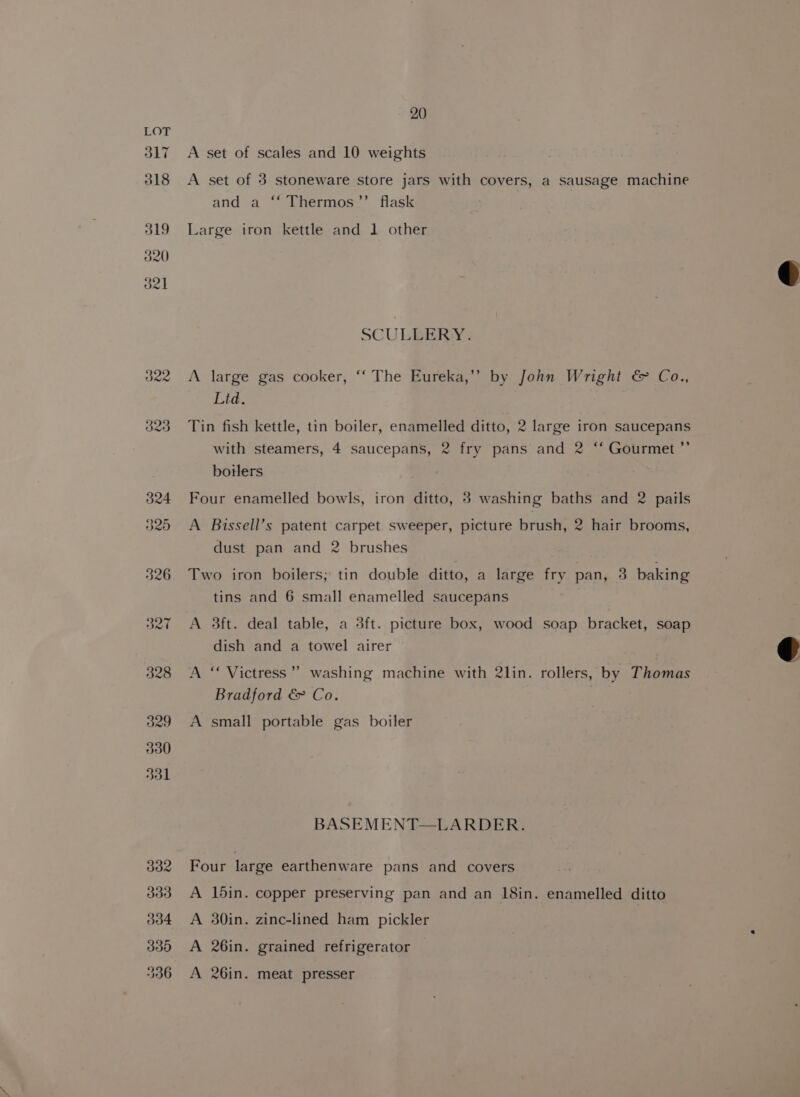 20
LOT
317 A set of scales and 10 weights
318 A set of 3 stoneware store jars with covers, a sausage machine
and a “ Thermos ” flask
319 Large iron kettle and 1 other
320
321
SCULLERY.
322 A large gas cooker, “ The Eureka,” by John Wright & Co.,
Ltd.
323 Tin fish kettle, tin boiler, enamelled ditto, 2 large iron saucepans
with steamers, 4 saucepans, 2 fry pans and 2 “ Gourmet ”
boilers
324 Four enamelled bowls, iron ditto, 3 washing baths and 2 pails
325 A Bissell’s patent carpet sweeper, picture brush, 2 hair brooms,
dust pan and 2 brushes
326 Two iron boilers; tin double ditto, a large fry pan, 3 baking
tins and 6 small enamelled saucepans
327 A 3ft. deal table, a 3ft. picture box, wood soap bracket, soap
dish and a towel airer
328 A “ Victress ” washing machine with 21in. rollers, by Thomas
Bradford & Co.
329 A small portable gas boiler
330
331
BASEMENT—LARDER.
332 Four large earthenware pans and covers
333 A 15in. copper preserving pan and an 18in. enamelled ditto
334 A 30in. zinc-lined ham pickler
335 A 26in. grained refrigerator
336 A 26in. meat presser